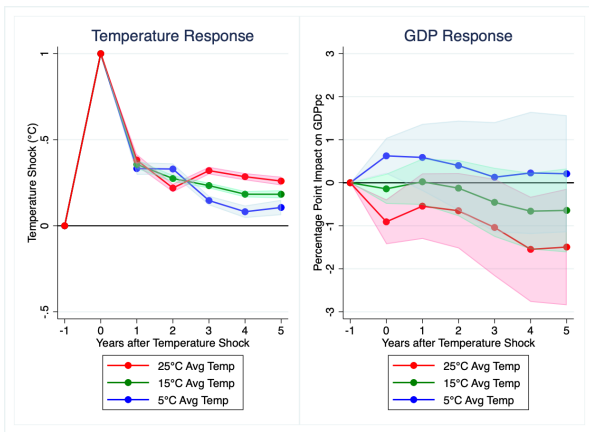 Temperature Response
Temperature Shock (°C)
1
.5
0
-.5
-1 0 1 2 3 4 5
Years after Temperature Shock
25°C Avg Temp
15°C Avg Temp
5°C Avg Temp
GDP Response
Percentage Point Impact on GDPpc
3
2
1
0
-1
-2
-3
-1 0 1 2 3 4 5
Years after Temperature Shock
25°C Avg Temp
15°C Avg Temp
5°C Avg Temp